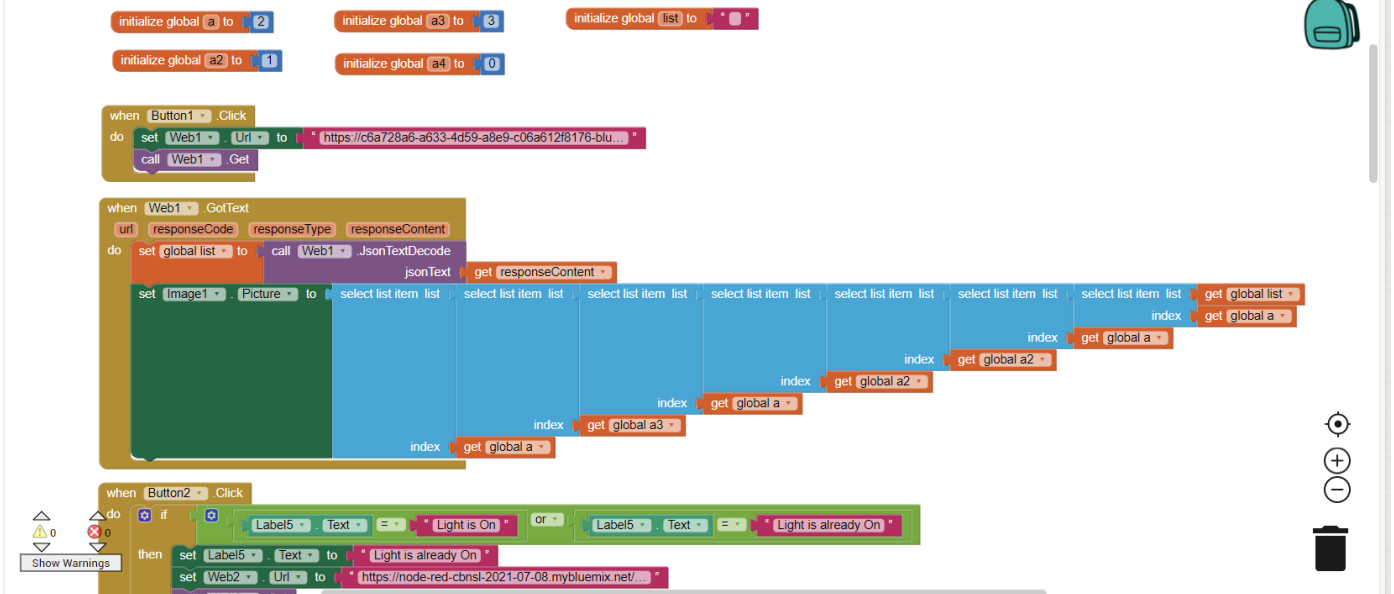 initialize global a to 2
initialize global a3 to 3
initialize global list to " "
initialize global a2 to 1
initialize global a4 to 0
when Button1 .Click
do set Web1 . Url to " https://c6a728a6-a633-4d59-a8e9-c06a612f8176-blu... "
call Web1 .Get
when Web1 .GotText
url responseCode responseType responseContent
do set global list to call Web1 .JsonTextDecode
jsonText get responseContent
set Image1 . Picture to select list item list select list item list select list item list select list item list select list item list select list item list select list item list get global list
index get global a
index get global a
index get global a2
index get global a2
index get global a
index get global a3
index get global a
when Button2 .Click
do if Label5 . Text = " Light is On " or Label5 . Text = " Light is already On "
then set Label5 . Text to " Light is already On "
set Web2 . Url to " https://node-red-cbnsl-2021-07-08.mybluemix.net/... "
0 0
Show Warnings